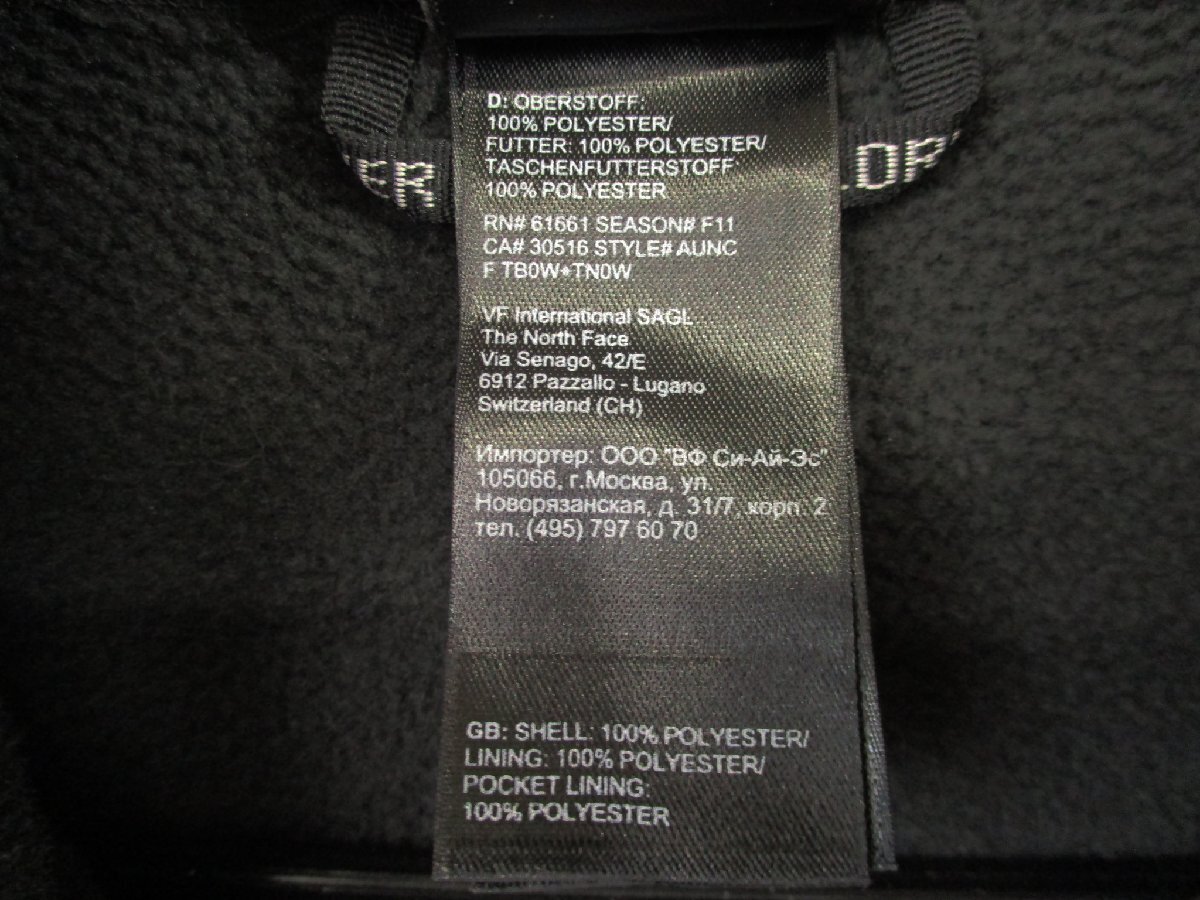 D: OBERSTOFF:
100% POLYESTER/
FUTTER: 100% POLYESTER/
TASCHENFUTTERSTOFF
100% POLYESTER
RN# 61661 SEASON# F11
CA# 30516 STYLE# AUNC
F TB0W+TN0W
VF International SAGL
The North Face
Via Senago, 42/E
6912 Pazzallo - Lugano
Switzerland (CH)
Импортер: ООО "ВФ Си-Ай-Эс"
105066, г.Москва, ул.
Новорязанская, д. 31/7, корп. 2
тел. (495) 797 60 70
GB: SHELL: 100% POLYESTER/
LINING: 100% POLYESTER/
POCKET LINING:
100% POLYESTER